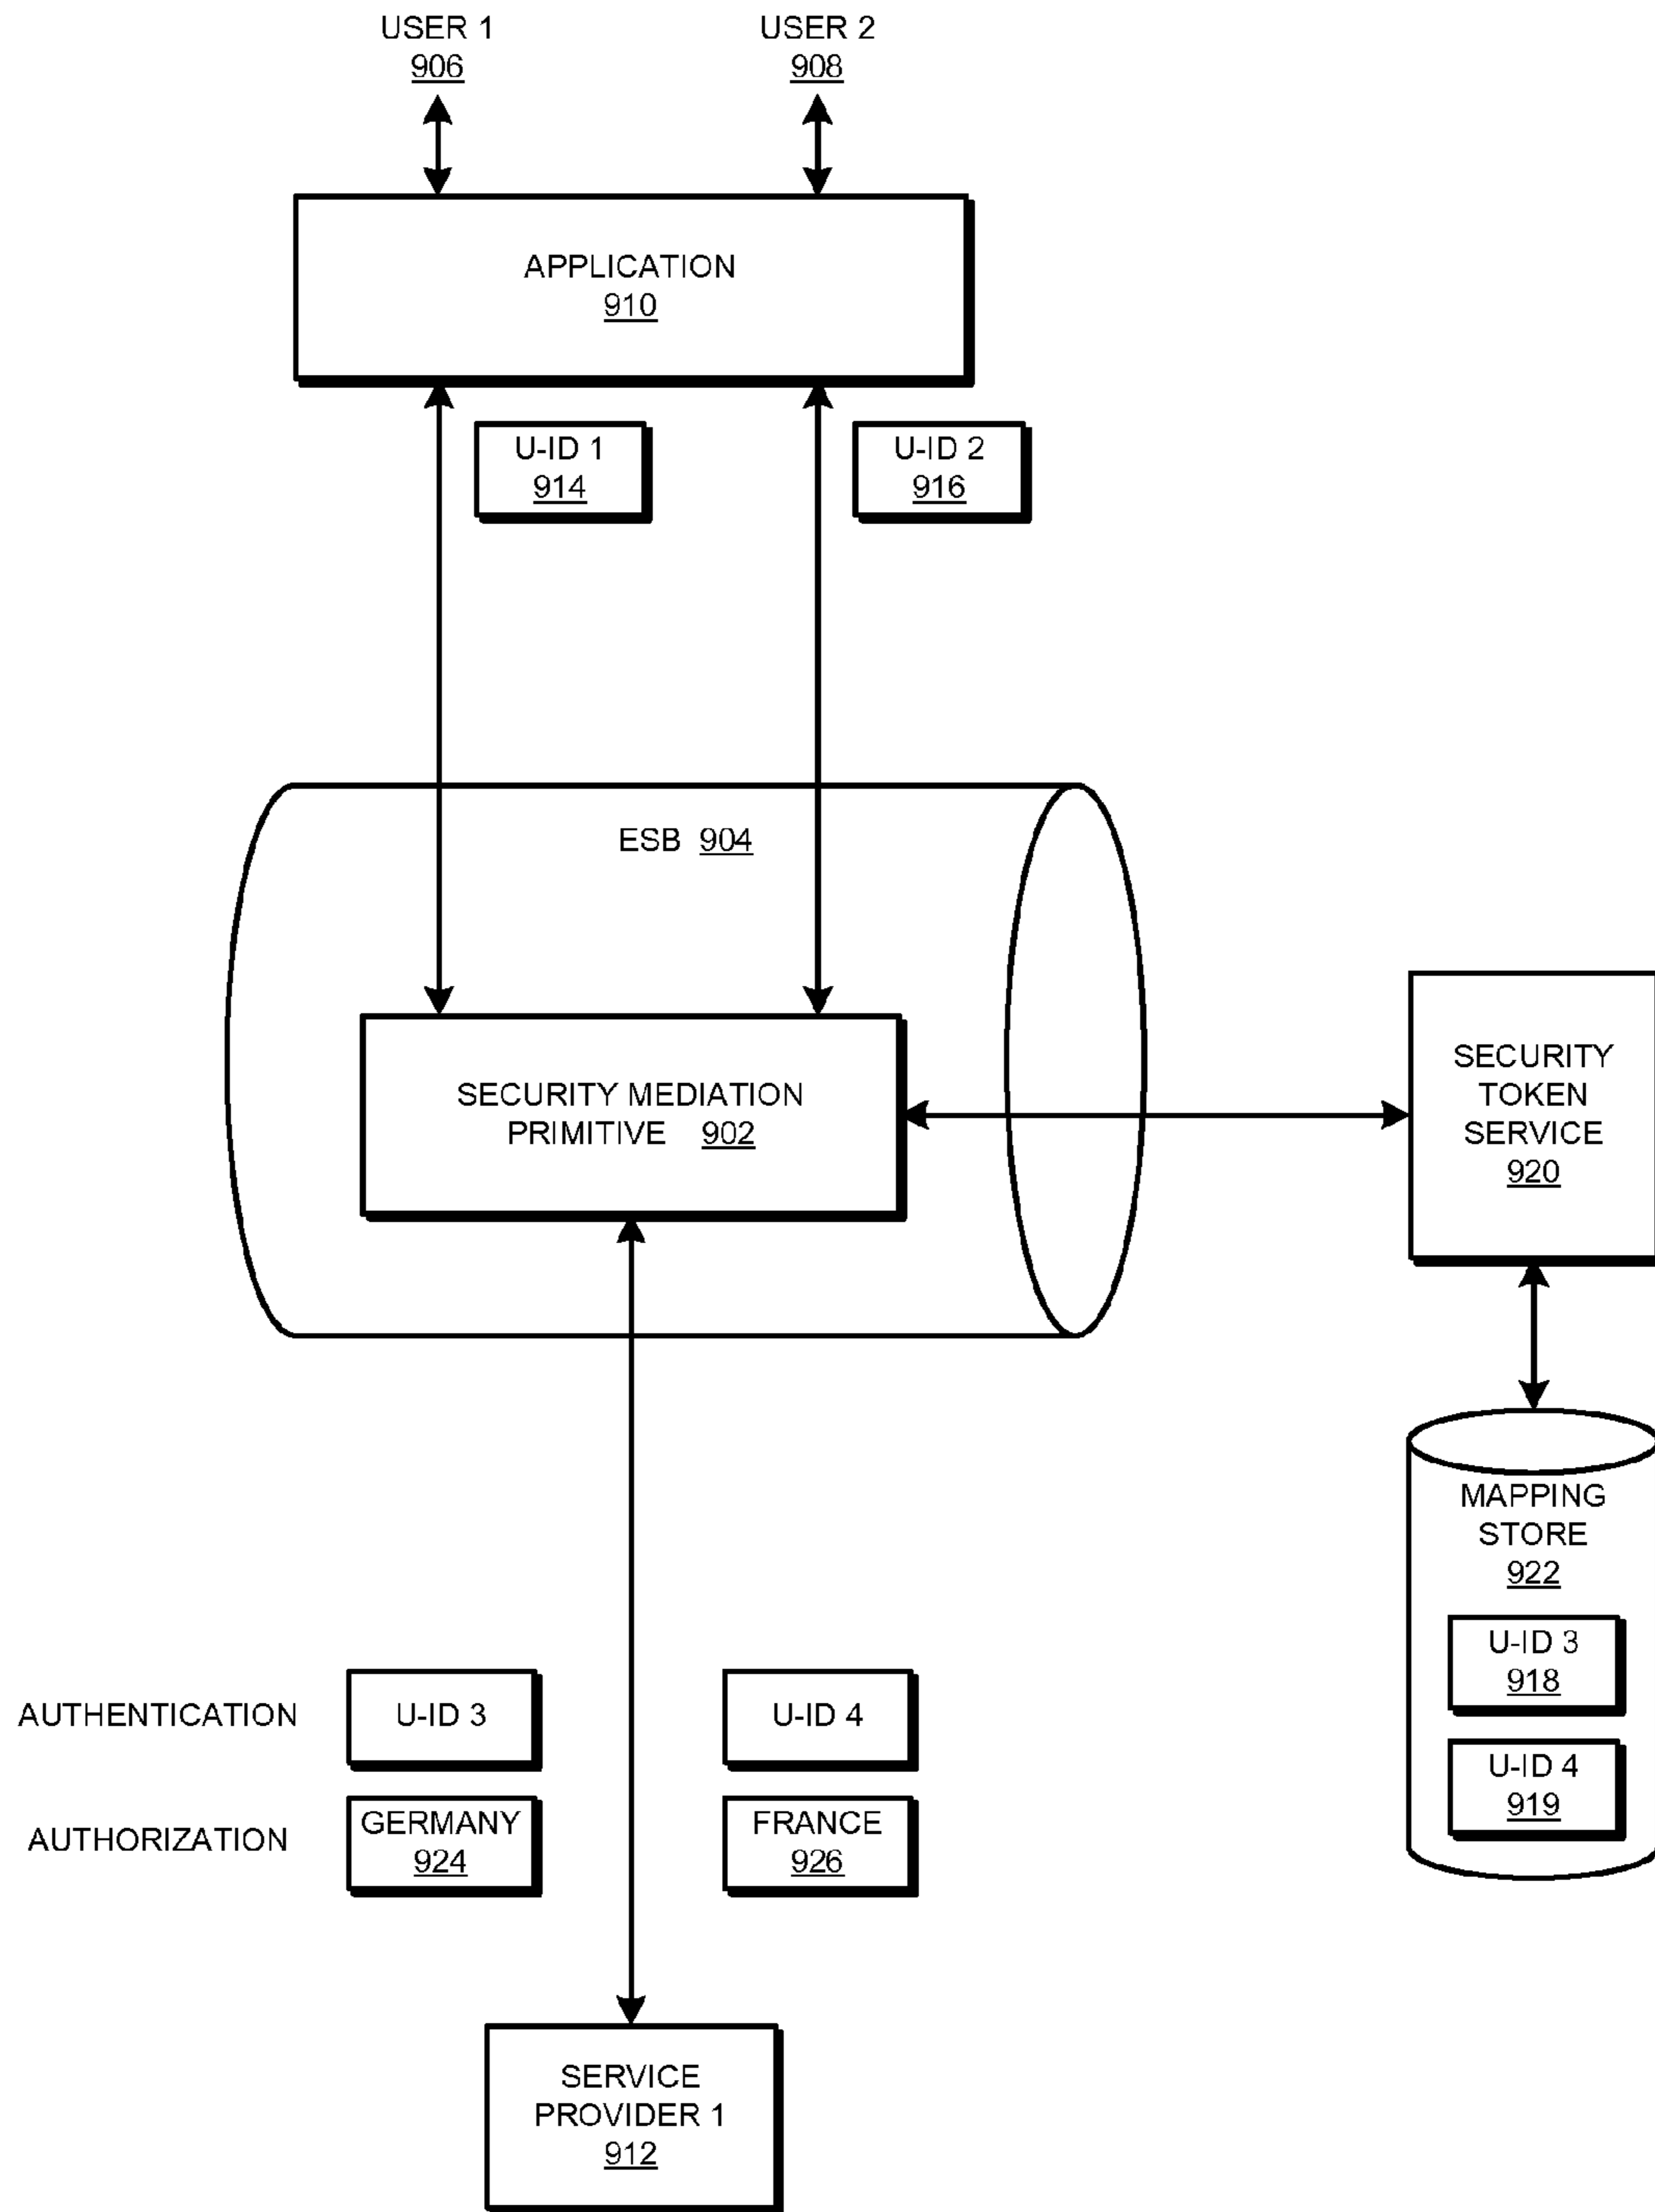 USER 1
906
USER 2
908
APPLICATION
910
U-ID 1
914
U-ID 2
916
ESB 904
SECURITY MEDIATION
PRIMITIVE 902
SECURITY
TOKEN
SERVICE
920
MAPPING
STORE
922
U-ID 3
918
U-ID 4
919
AUTHENTICATION
U-ID 3
U-ID 4
AUTHORIZATION
GERMANY
924
FRANCE
926
SERVICE
PROVIDER 1
912